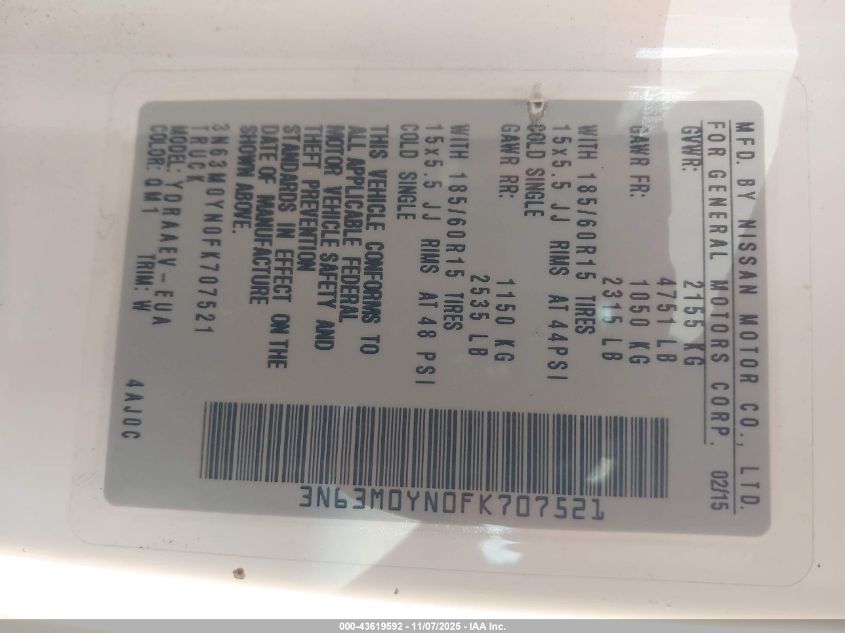 MFD. BY NISSAN MOTOR CO., LTD.
FOR GENERAL MOTORS CORP. 02/15
GVWR: 2155 KG
4751 LB
GAWR FR: 1050 KG
2315 LB
WITH 185/60R15 TIRES
15x5.5 JJ RIMS AT 44PSI
COLD SINGLE
GAWR RR: 1150 KG
2535 LB
WITH 185/60R15 TIRES
15x5.5 JJ RIMS AT 48 PSI
COLD SINGLE
THIS VEHICLE CONFORMS TO
ALL APPLICABLE FEDERAL
MOTOR VEHICLE SAFETY AND
THEFT PREVENTION
STANDARDS IN EFFECT ON THE
DATE OF MANUFACTURE
SHOWN ABOVE.
3N63M0YN0FK707521
TRUCK
MODEL: YDRAAEV-EUA
COLOR: QM1 TRIM: W
4AJ0C
3N63M0YN0FK707521
000-43619592 - 11/07/2025 - IAA Inc.